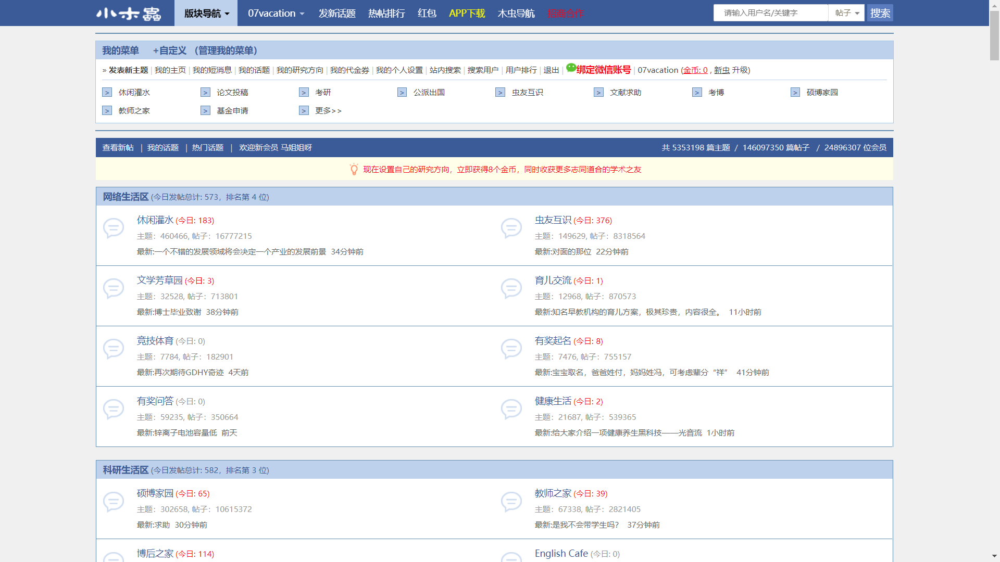 小木虫 版块导航 07vacation 发新话题 热帖排行 红包 APP下载 木虫导航 招商合作 请输入用户名/关键字 帖子 搜索
我的菜单 +自定义 （管理我的菜单）
» 发表新主题 | 我的主页 | 我的短消息 | 我的话题 | 我的研究方向 | 我的代金券 | 我的个人设置 | 站内搜索 | 搜索用户 | 用户排行 | 退出 | 绑定微信账号 | 07vacation (金币: 0 , 新虫 升级)
> 休闲灌水 > 论文投稿 > 考研 > 公派出国 > 虫友互识 > 文献求助 > 考博 > 硕博家园
> 教师之家 > 基金申请 > 更多>>
查看新帖 | 我的话题 | 热门话题 | 欢迎新会员 马姐姐呀 共 5353198 篇主题 / 146097350 篇帖子 / 24896307 位会员
现在设置自己的研究方向，立即获得8个金币，同时收获更多志同道合的学术之友
网络生活区 (今日发帖总计: 573，排名第 4 位)
休闲灌水 (今日: 183)
主题：460466, 帖子：16777215
最新:一个不错的发展领域将会决定一个产业的发展前景 34分钟前
虫友互识 (今日: 376)
主题：149629, 帖子：8318564
最新:对面的那位 22分钟前
文学芳草园 (今日: 3)
主题：32528, 帖子：713801
最新:博士毕业致谢 38分钟前
育儿交流 (今日: 1)
主题：12968, 帖子：870573
最新:知名早教机构的育儿方案，极其珍贵，内容很全。 11小时前
竞技体育 (今日: 0)
主题：7784, 帖子：182901
最新:再次期待GDHY奇迹 4天前
有奖起名 (今日: 8)
主题：7476, 帖子：755157
最新:宝宝取名，爸爸姓付，妈妈姓冯，可考虑辈分“祥” 41分钟前
有奖问答 (今日: 0)
主题：59235, 帖子：350664
最新:锌离子电池容量低 前天
健康生活 (今日: 2)
主题：21687, 帖子：539365
最新:给大家介绍一项健康养生黑科技——光音流 1小时前
科研生活区 (今日发帖总计: 582，排名第 3 位)
硕博家园 (今日: 65)
主题：302658, 帖子：10615372
最新:求助 30分钟前
教师之家 (今日: 39)
主题：67338, 帖子：2821405
最新:是我不会带学生吗？ 37分钟前
博后之家 (今日: 114)
English Cafe (今日: 0)